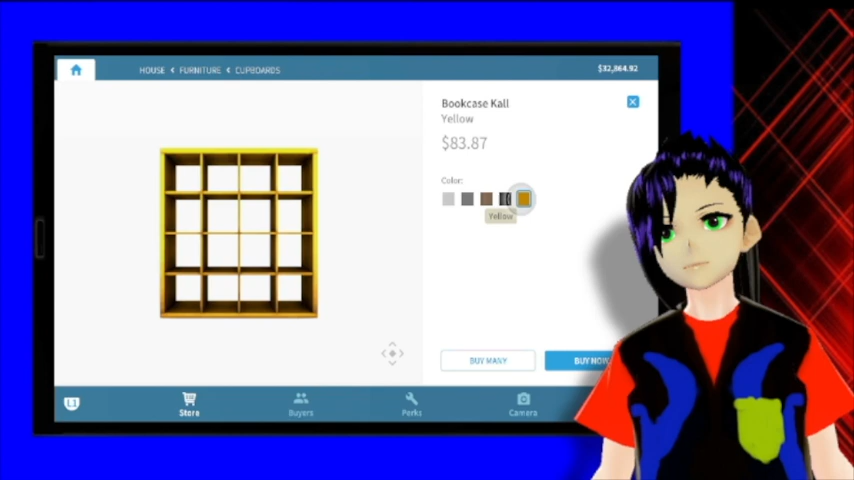 HOUSE < FURNITURE < CUPBOARDS
$32,864.92
Bookcase Kall
Yellow
$83.87
Color:
Yellow
BUY MANY
BUY NOW
Store
Buyers
Perks
Camera